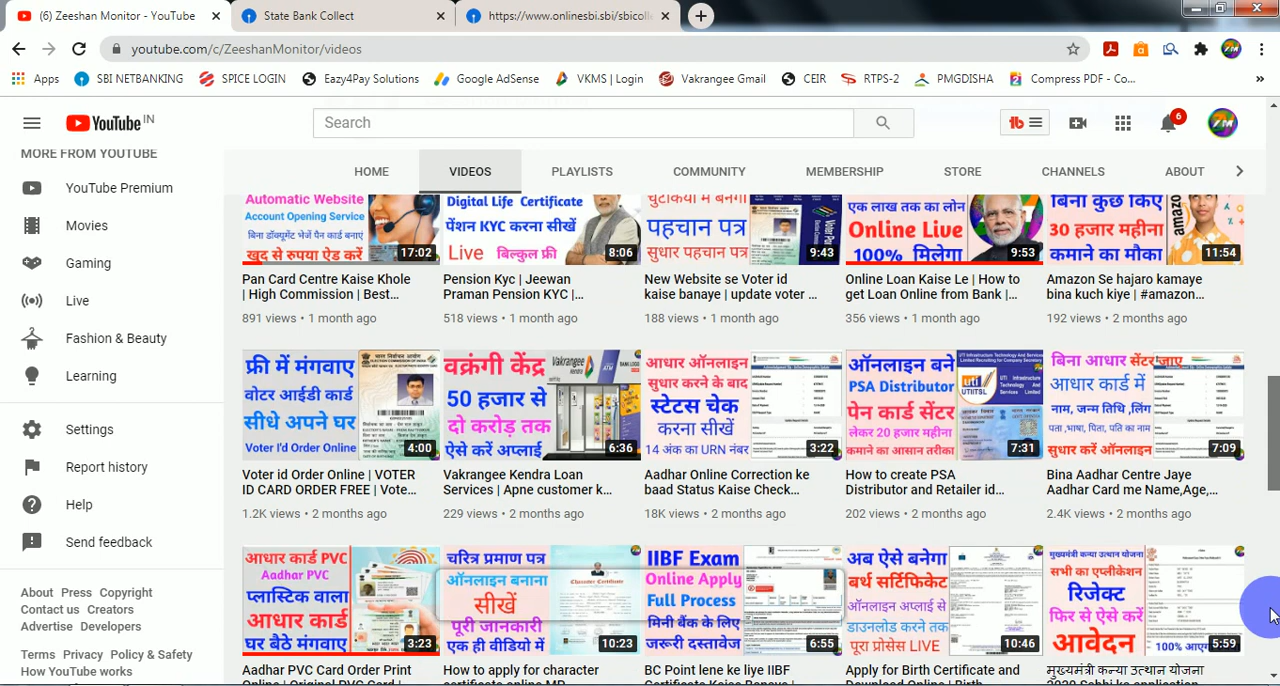 (6) Zeeshan Monitor - YouTube
State Bank Collect
https://www.onlinesbi.sbi/sbicoll
youtube.com/c/ZeeshanMonitor/videos
Apps
SBI NETBANKING
SPICE LOGIN
Eazy4Pay Solutions
Google AdSense
VKMS | Login
Vakrangee Gmail
CEIR
RTPS-2
PMGDISHA
Compress PDF - Co...
YouTube IN
Search
6
MORE FROM YOUTUBE
HOME
VIDEOS
PLAYLISTS
COMMUNITY
MEMBERSHIP
STORE
CHANNELS
ABOUT
YouTube Premium
Movies
Gaming
Live
Fashion & Beauty
Learning
Settings
Report history
Help
Send feedback
About Press Copyright
Contact us Creators
Advertise Developers
Terms Privacy Policy & Safety
How YouTube works
Automatic Website
Account Opening Service
बिना डॉक्यूमेंट भेजें पैन कार्ड बनाएं
खुद से रुपया ऐड करें
17:02
Pan Card Centre Kaise Khole
| High Commission | Best...
891 views • 1 month ago
Digital Life Certificate
पेंशन KYC करना सीखें
Live बिल्कुल फ्री
8:06
Pension Kyc | Jeewan
Praman Pension KYC |...
518 views • 1 month ago
चुटकियों में बनेगा
पहचान पत्र
सुधार पहचान पत्र
9:43
New Website se Voter id
kaise banaye | update voter ...
188 views • 1 month ago
एक लाख तक का लोन
Online Live
100% मिलेगा
9:53
Online Loan Kaise Le | How to
get Loan Online from Bank |...
356 views • 1 month ago
बिना कुछ किए
30 हजार महीना
कमाने का मौका
amazon
11:54
Amazon Se hajaro kamaye
bina kuch kiye | #amazon...
192 views • 2 months ago
फ्री में मंगवाए
वोटर आईडी कार्ड
सीधे अपने घर
Voter'd Order Online
4:00
Voter id Order Online | VOTER
ID CARD ORDER FREE | Vote...
1.2K views • 2 months ago
वक्रंगी केंद्र
50 हजार से
दो करोड़ तक
ऐसे करें अप्लाई
Vakrangee
6:36
Vakrangee Kendra Loan
Services | Apne customer k...
229 views • 2 months ago
आधार ऑनलाइन
सुधार करने के बाद
स्टेटस चेक
करना सीखें
14 अंक का URN नंबर
3:22
Aadhar Online Correction ke
baad Status Kaise Check...
18K views • 2 months ago
ऑनलाइन बने
PSA Distributor
पेन कार्ड सेंटर
लेकर 20 हजार महीना
कमाने का आसान तरीका
7:31
How to create PSA
Distributor and Retailer id...
202 views • 2 months ago
बिना आधार सेंटर जाए
आधार कार्ड में
नाम, जन्म तिथि ,लिंग
पता ,भाषा, पिता, पति का नाम
सुधार करें ऑनलाइन
7:09
Bina Aadhar Centre Jaye
Aadhar Card me Name,Age,...
2.4K views • 2 months ago
आधार कार्ड PVC
Aadhar PVC
प्लास्टिक वाला
आधार कार्ड
घर बैठे मंगवाएं
3:23
चरित्र प्रमाण पत्र
ऑनलाइन बनाना
सीखें
पूरी जानकारी
एक ही वीडियो में
10:23
How to apply for character
IIBF Exam
Online Apply
Full Process
मिनी बैंक के लिए
जरूरी दस्तावेज
6:55
BC Point lene ke liye IIBF
अब ऐसे बनेगा
बर्थ सर्टिफिकेट
ऑनलाइन अप्लाई से
डाउनलोड करने तक
पूरा प्रोसेस LIVE
10:46
Apply for Birth Certificate and
मुख्यमंत्री कन्या उत्थान योजना
सभी का एप्लीकेशन
रिजेक्ट
फिर से ऐसे करें
आवेदन
5:59
मुख्यमंत्री कन्या उत्थान योजना